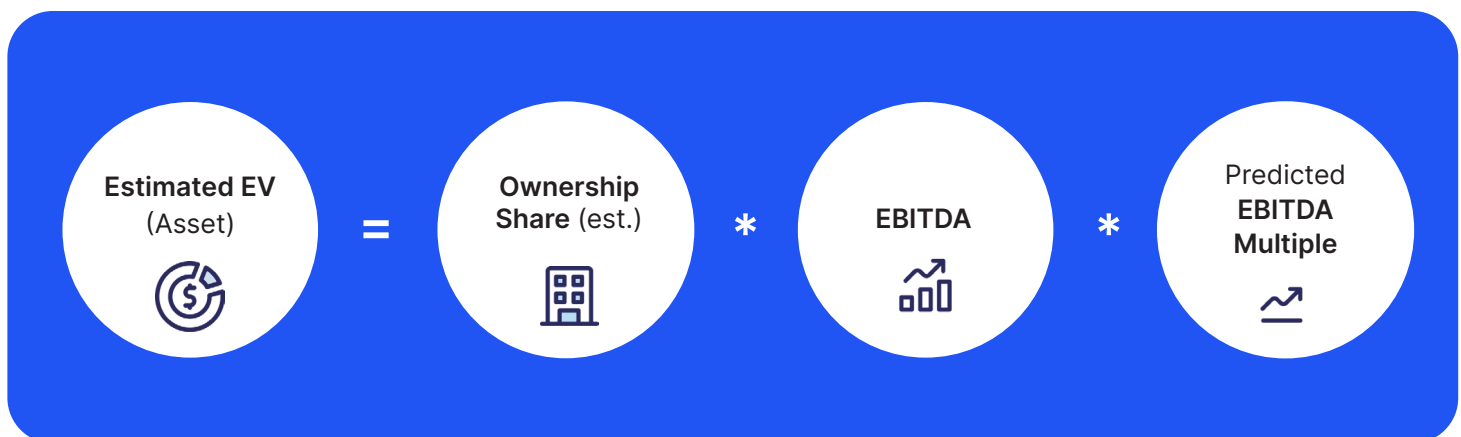 Estimated EV
(Asset)
=
Ownership
Share (est.)
*
EBITDA
*
Predicted
EBITDA
Multiple
$